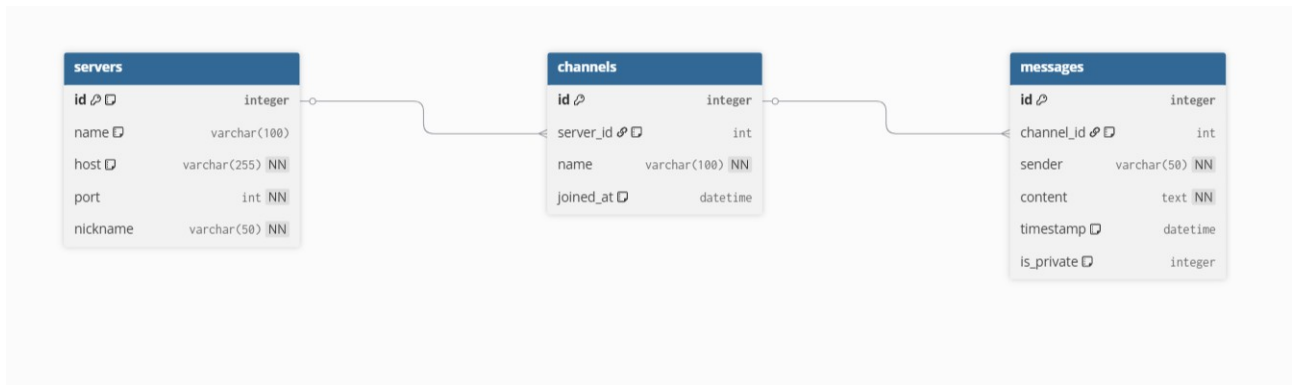 servers
id integer
name varchar(100)
host varchar(255) NN
port int NN
nickname varchar(50) NN
channels
id integer
server_id int
name varchar(100) NN
joined_at datetime
messages
id integer
channel_id int
sender varchar(50) NN
content text NN
timestamp datetime
is_private integer